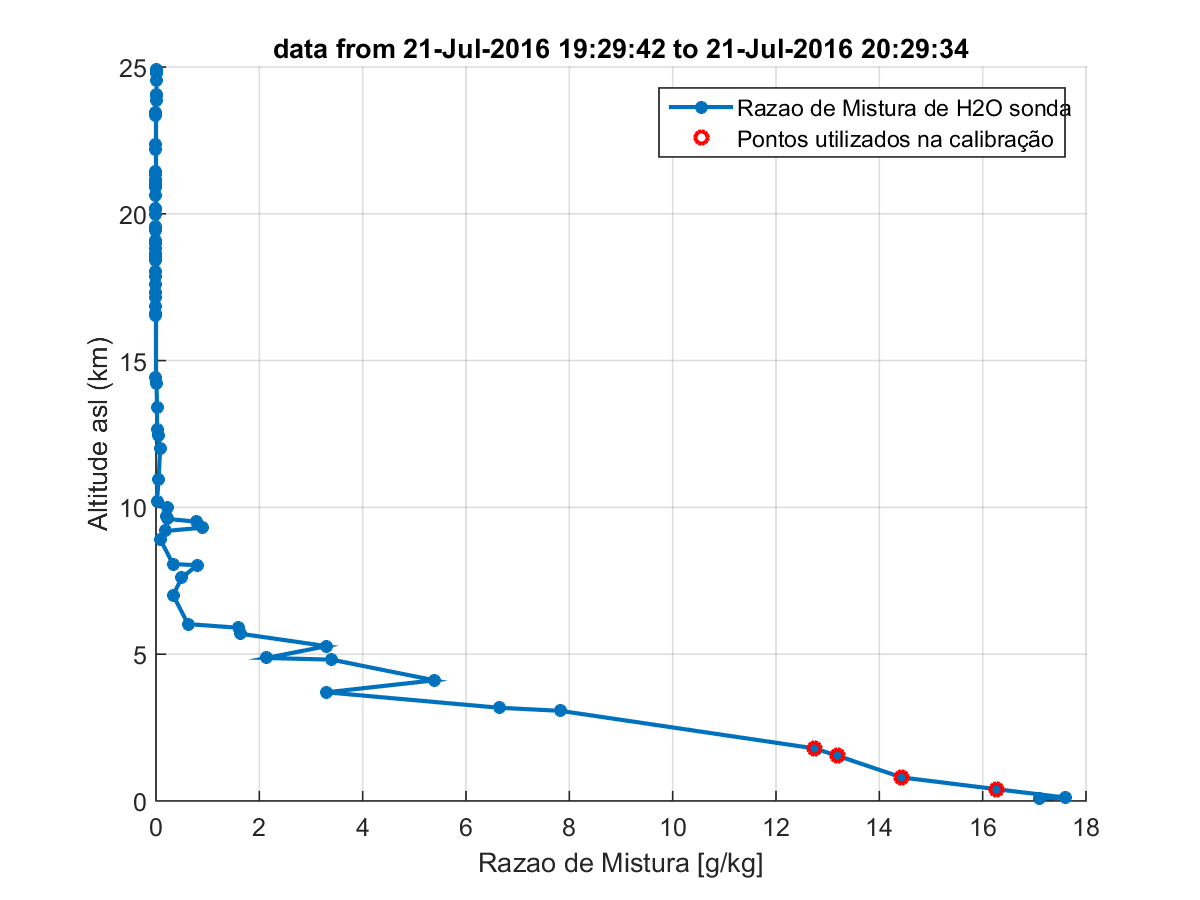 data from 21-Jul-2016 19:29:42 to 21-Jul-2016 20:29:34
Razao de Mistura de H2O sonda
Pontos utilizados na calibração
25
20
15
10
5
0
Altitude asl (km)
0 2 4 6 8 10 12 14 16 18
Razao de Mistura [g/kg]